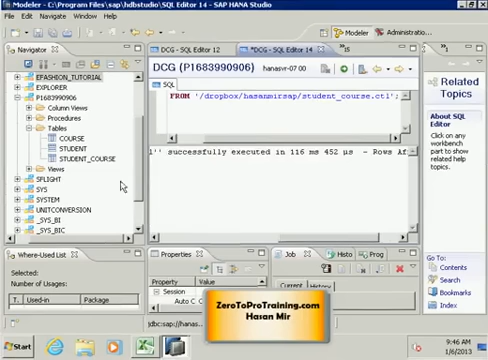 Modeler - C:\Program Files\sap\hdbstudio - SQL Editor 14 - SAP HANA Studio
Edit Navigate Window Help
Modeler
Administratio...
Navigator
EFASHION_TUTORIAL
EXPLORER
P1683990906
Column Views
Procedures
Tables
COURSE
STUDENT
STUDENT_COURSE
Views
SFLIGHT
SYS
SYSTEM
UNITCONVERSION
_SYS_BI
_SYS_BIC
DCG - SQL Editor 12
*DCG - SQL Editor 14
15
DCG (P1683990906)
hanasvr-07 00
SQL
FROM '/dropbox/hasanmirsap/student_course.ctl';
1'' successfully executed in 116 ms 452 µs - Rows Af
1
Related Topics
About SQL Editor
Click on any workbench part to show related help topics.
Go To:
Contents
Search
Bookmarks
Index
Where-Used List
Selected:
Number of Usages:
Used-in
Package
Properties
Property
Value
Session
Auto C
Job
Histo
Prog
Current
History
jdbc:sap://hanas
ZeroToProTraining.com
Hasan Mir
Start
9:46 AM
1/6/2013